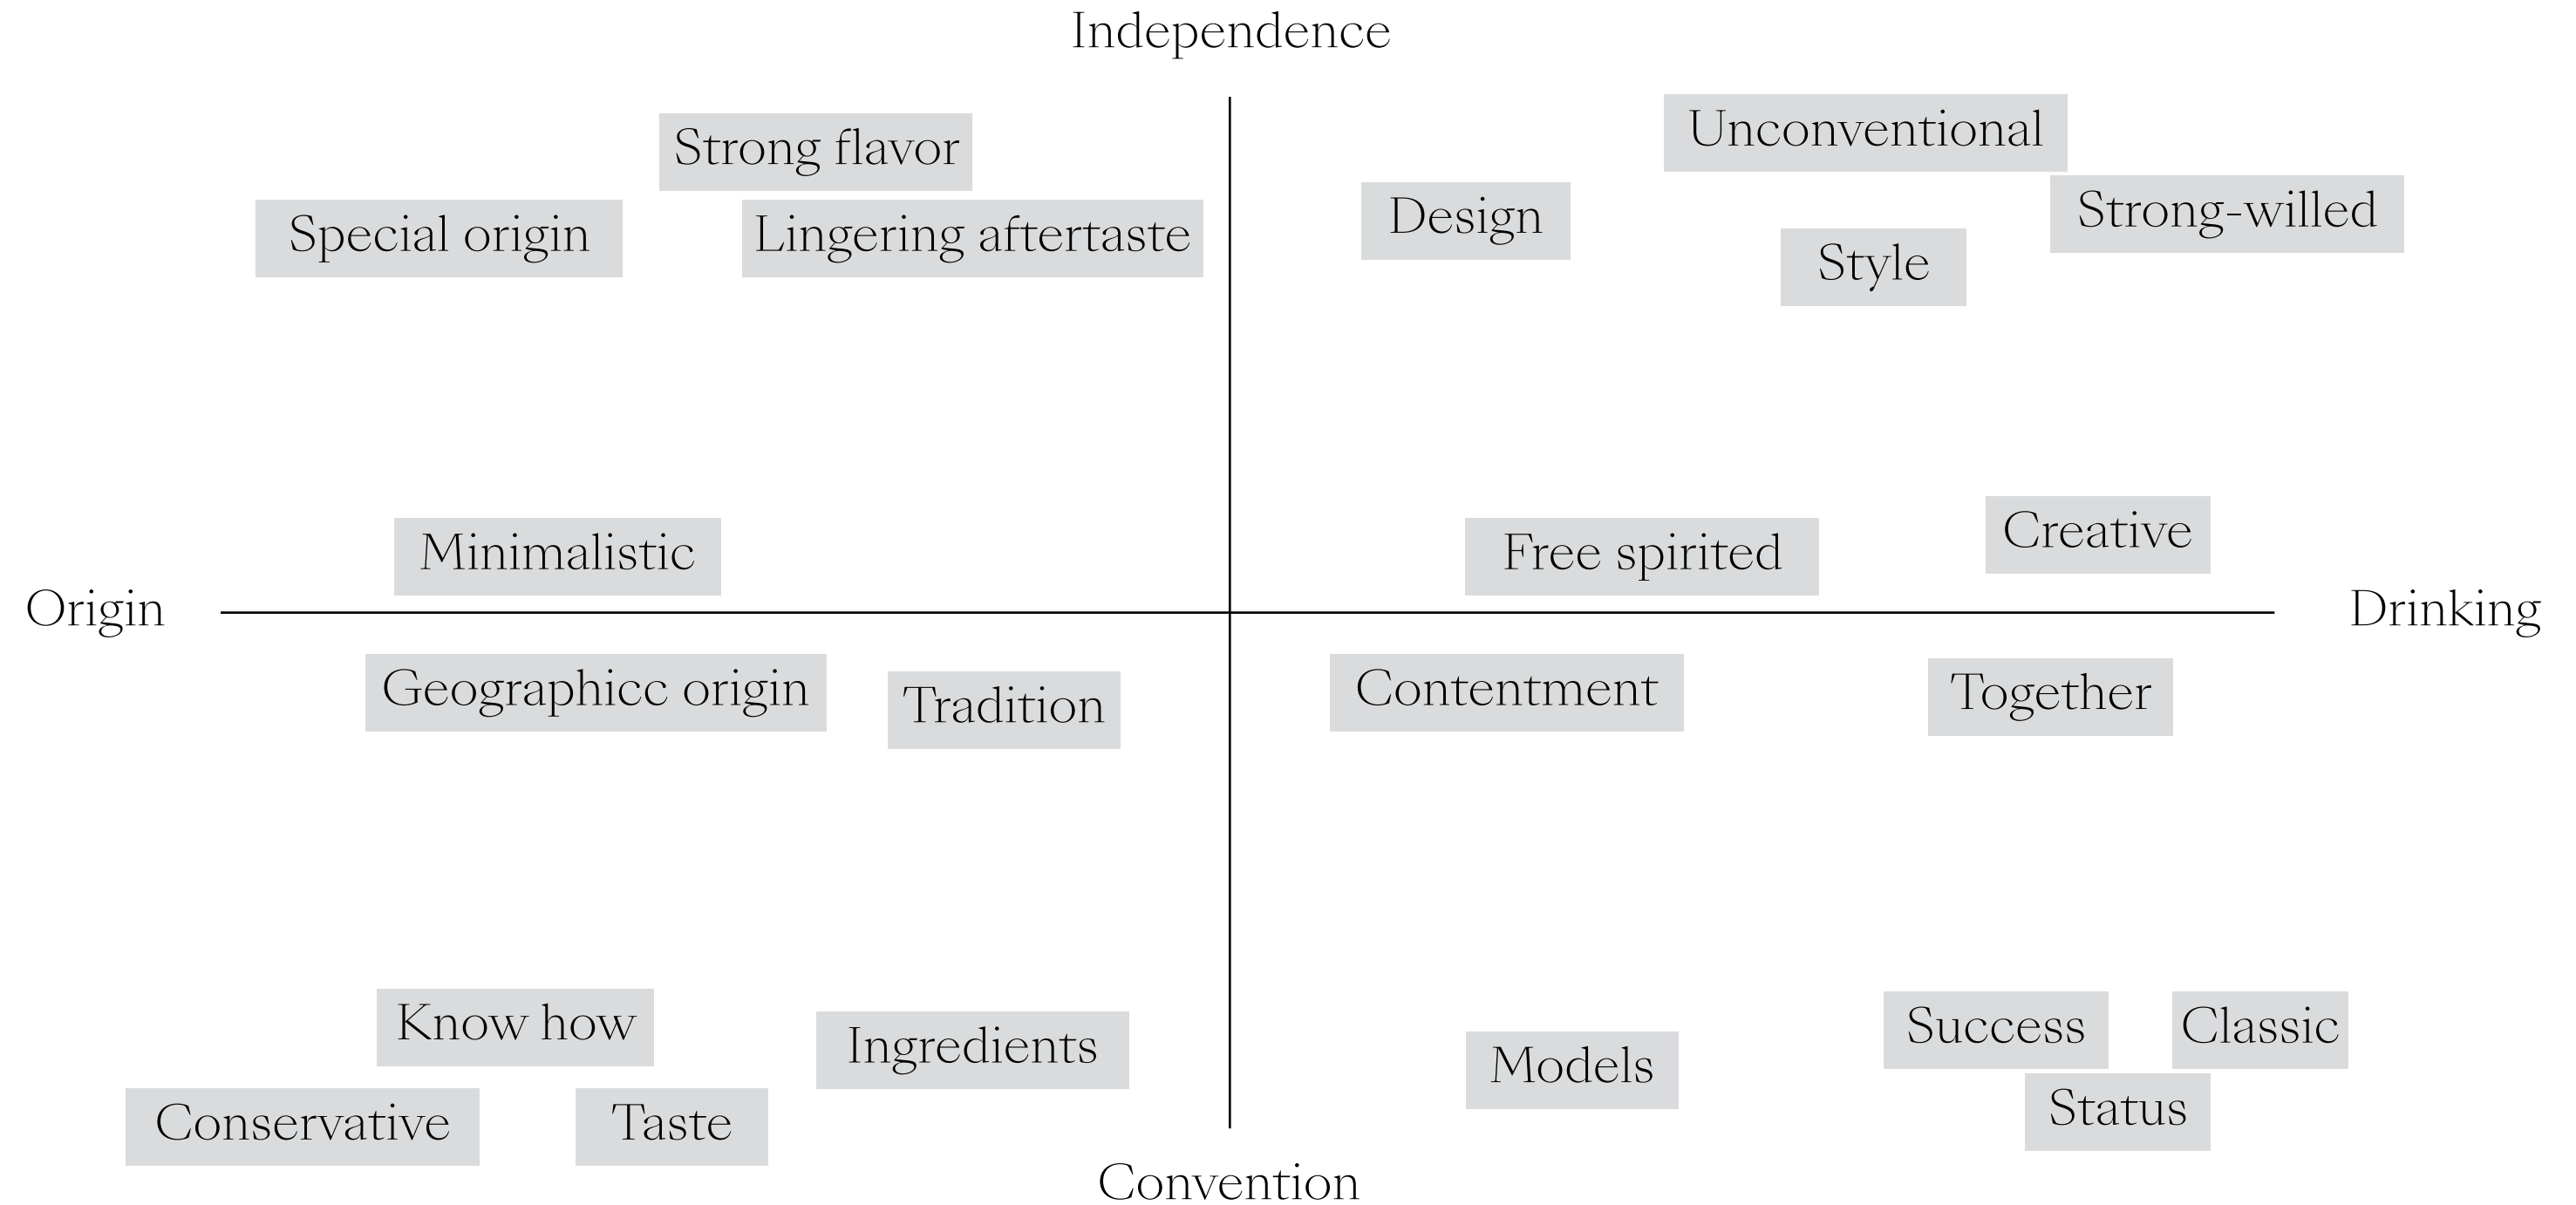 Independence
Unconventional
Strong flavor
Strong-willed
Design
Special origin
Lingering aftertaste
Style
Creative
Minimalistic
Free spirited
Origin
Drinking
Geographicc origin
Contentment
Together
Tradition
Know how
Success
Classic
Ingredients
Models
Status
Conservative
Taste
Convention